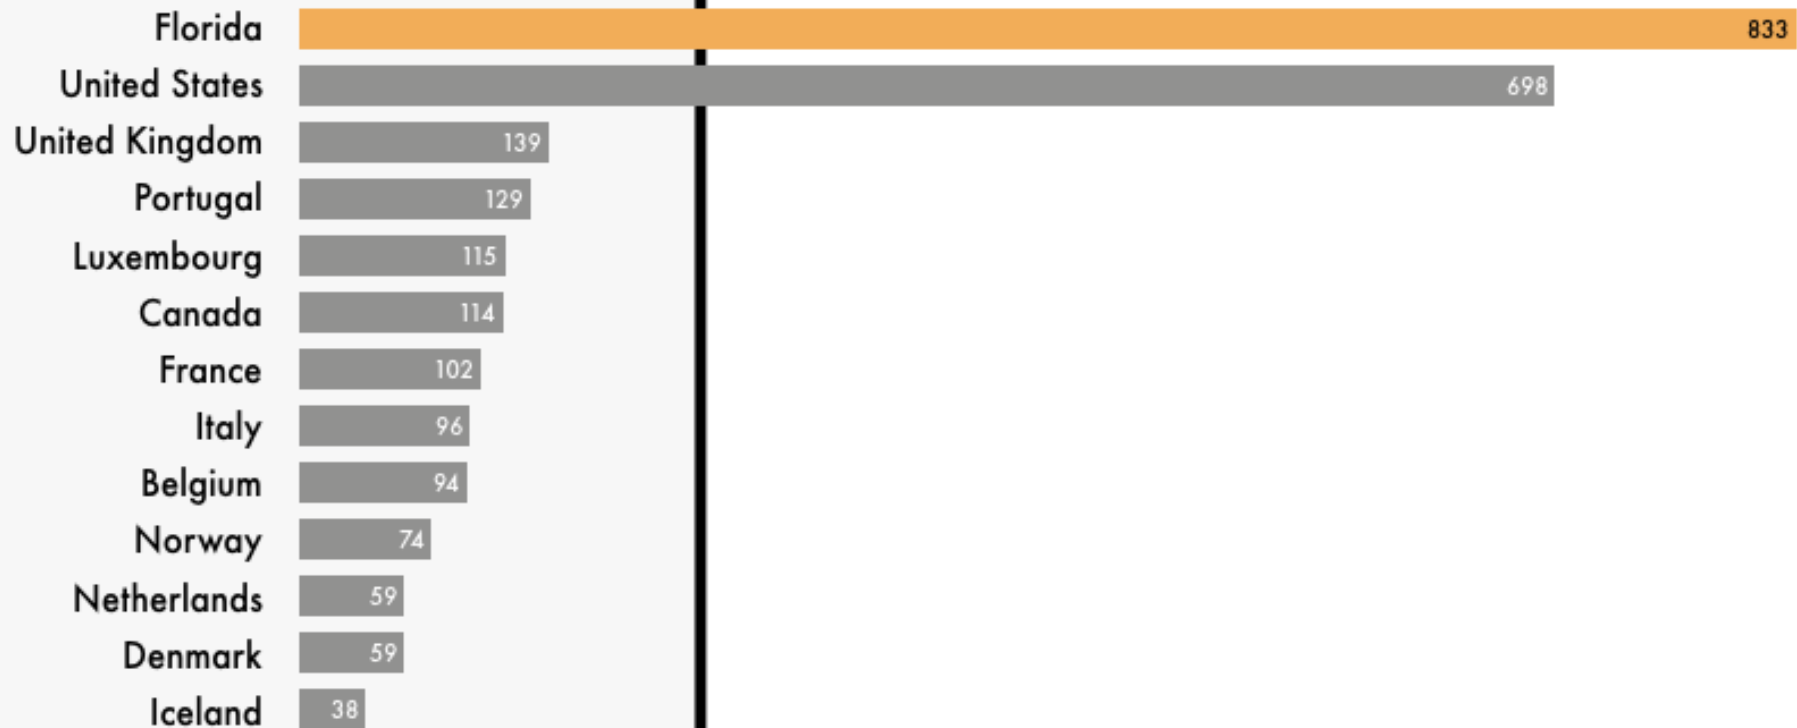 Florida 833
United States 698
United Kingdom 139
Portugal 129
Luxembourg 115
Canada 114
France 102
Italy 96
Belgium 94
Norway 74
Netherlands 59
Denmark 59
Iceland 38